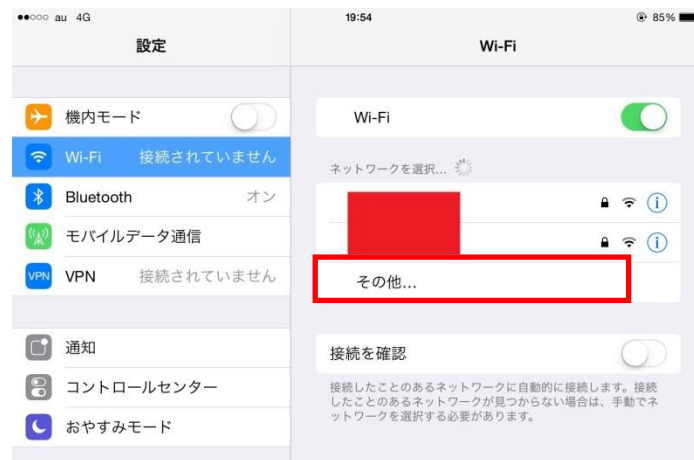 au 4G
19:54
85%
設定
Wi-Fi
機内モード
Wi-Fi 接続されていません
Bluetooth オン
モバイルデータ通信
VPN VPN 接続されていません
通知
コントロールセンター
おやすみモード
Wi-Fi
ネットワークを選択...
その他...
接続を確認
接続したことのあるネットワークに自動的に接続します。接続
したことのあるネットワークが見つからない場合は、手動でネ
ットワークを選択する必要があります。